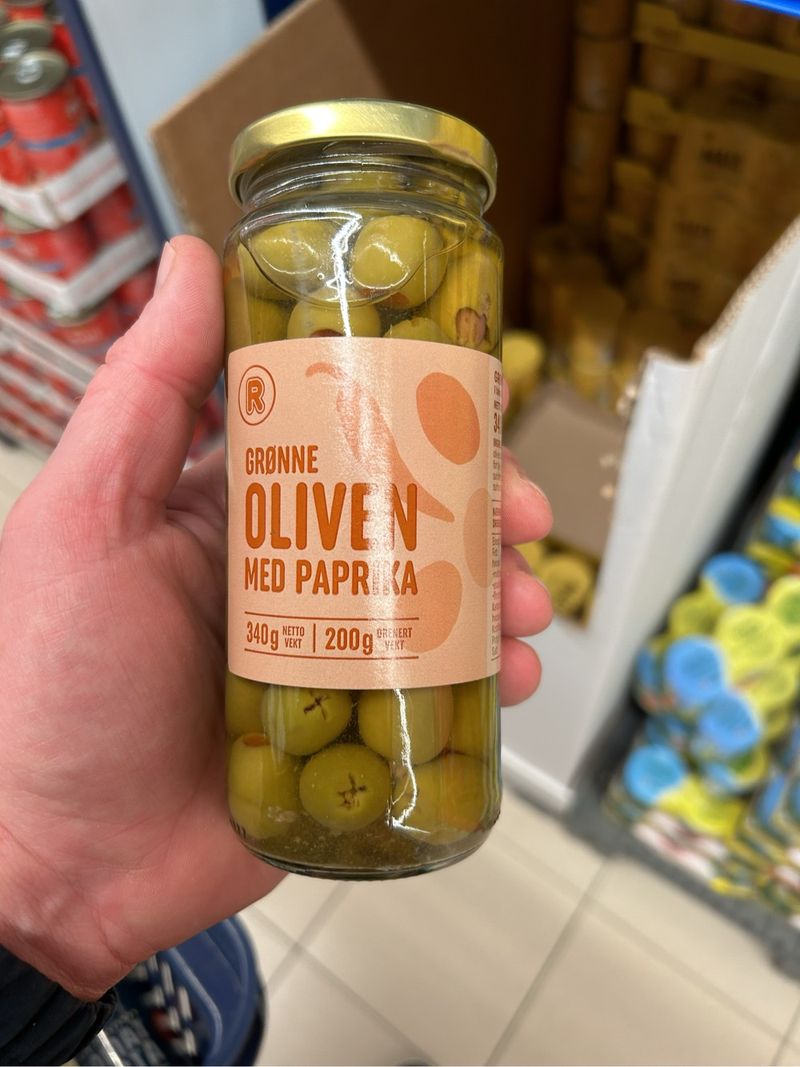 R
GRØNNE
OLIVEN
MED PAPRIKA
340g NETTO VEKT | 200g DRENERT VEKT